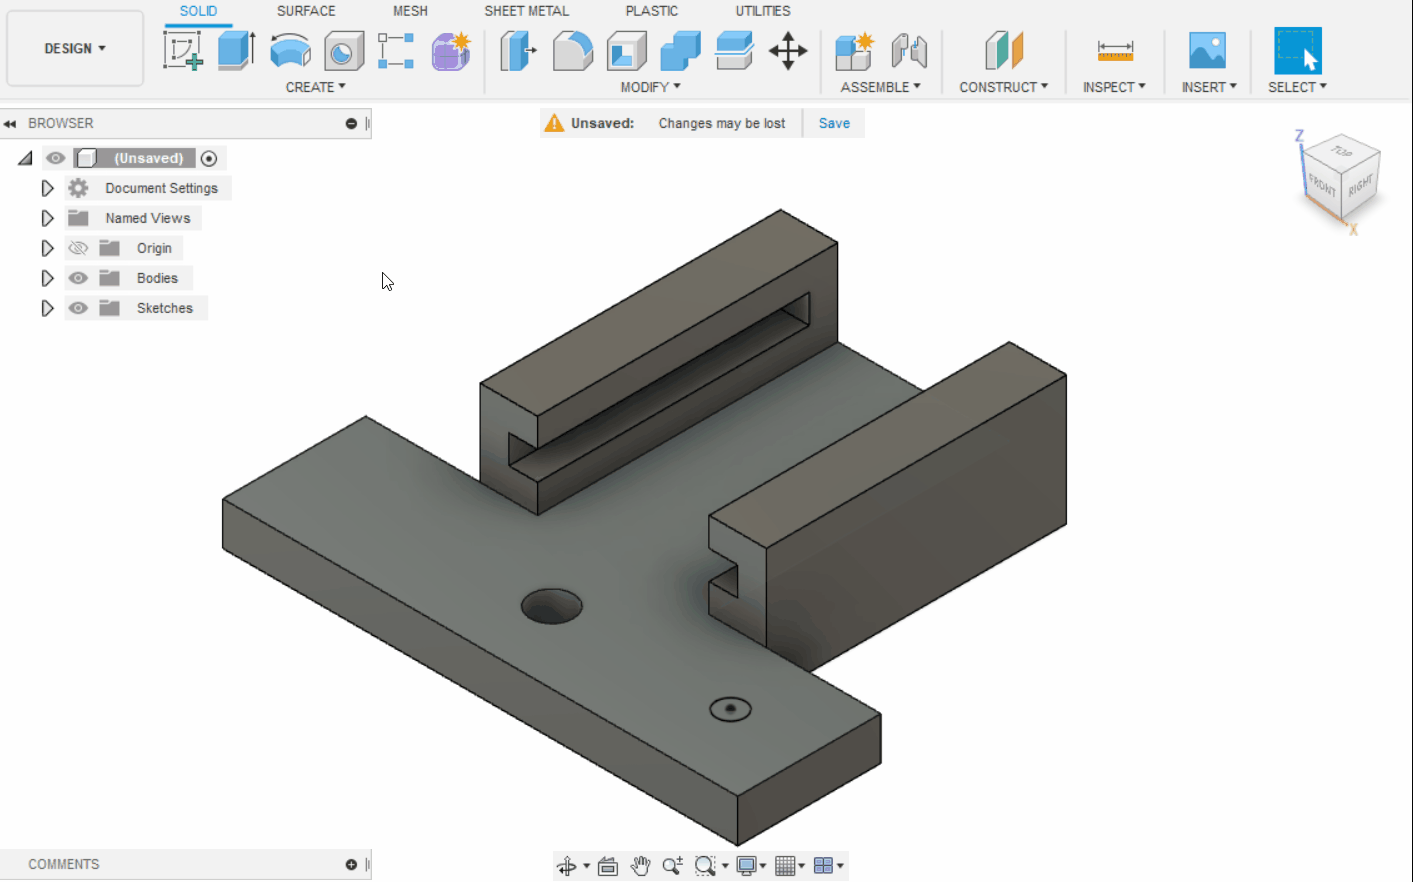 SOLID SURFACE MESH SHEET METAL PLASTIC UTILITIES
DESIGN
CREATE MODIFY ASSEMBLE CONSTRUCT INSPECT INSERT SELECT
BROWSER
Unsaved: Changes may be lost Save
(Unsaved)
Document Settings
Named Views
Origin
Bodies
Sketches
Z
TOP
FRONT
RIGHT
X
COMMENTS